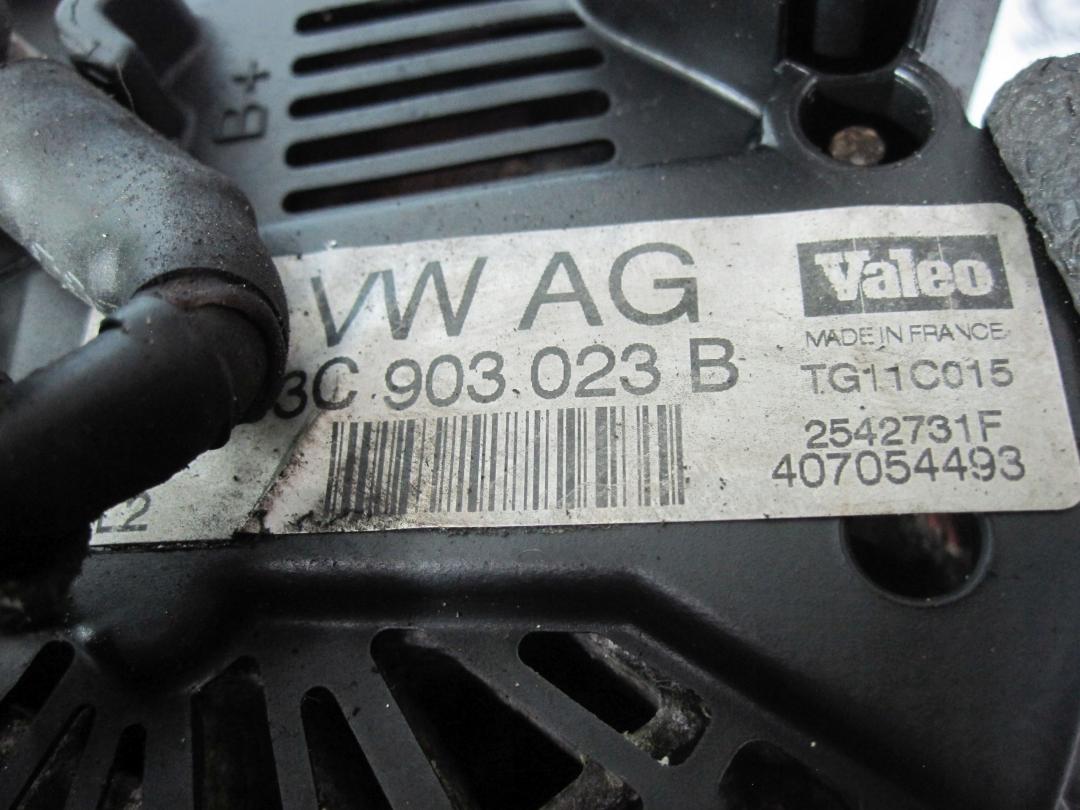 B+
VW AG
3C 903 023 B
Valeo
MADE IN FRANCE
TG11C015
2542731F
407054493